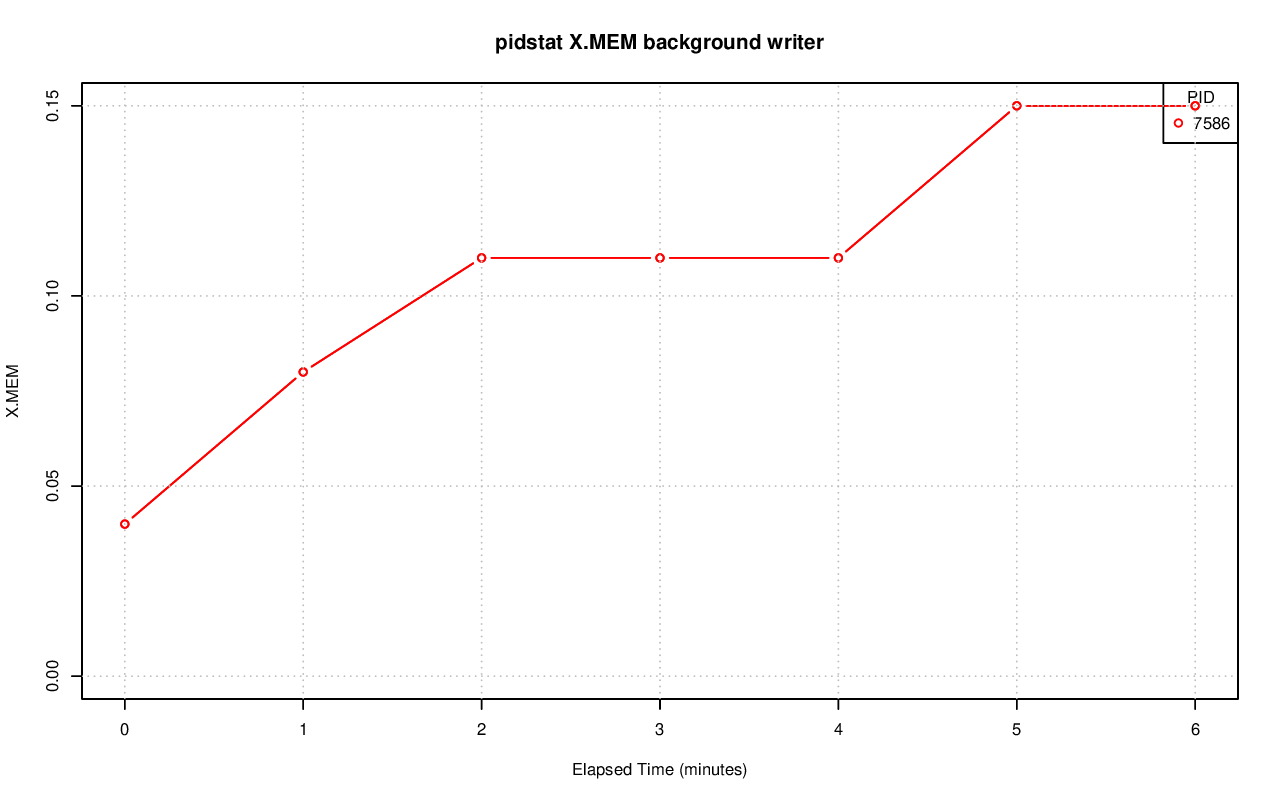 pidstat X.MEM background writer
PID
7586
X.MEM
0.15
0.10
0.05
0.00
0 1 2 3 4 5 6
Elapsed Time (minutes)